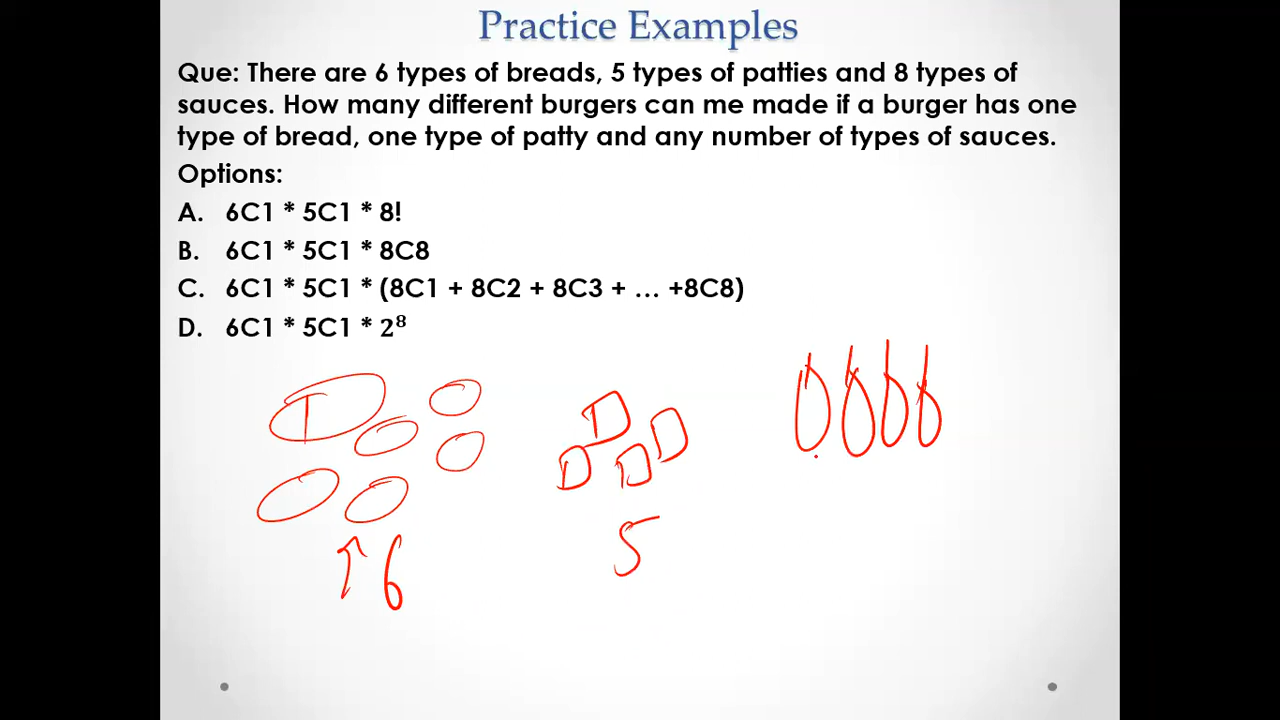 Practice Examples
Que: There are 6 types of breads, 5 types of patties and 8 types of
sauces. How many different burgers can me made if a burger has one
type of bread, one type of patty and any number of types of sauces.
Options:
A. 6C1 * 5C1 * 8!
B. 6C1 * 5C1 * 8C8
C. 6C1 * 5C1 * (8C1 + 8C2 + 8C3 + … +8C8)
D. 6C1 * 5C1 * 2⁸
6
5